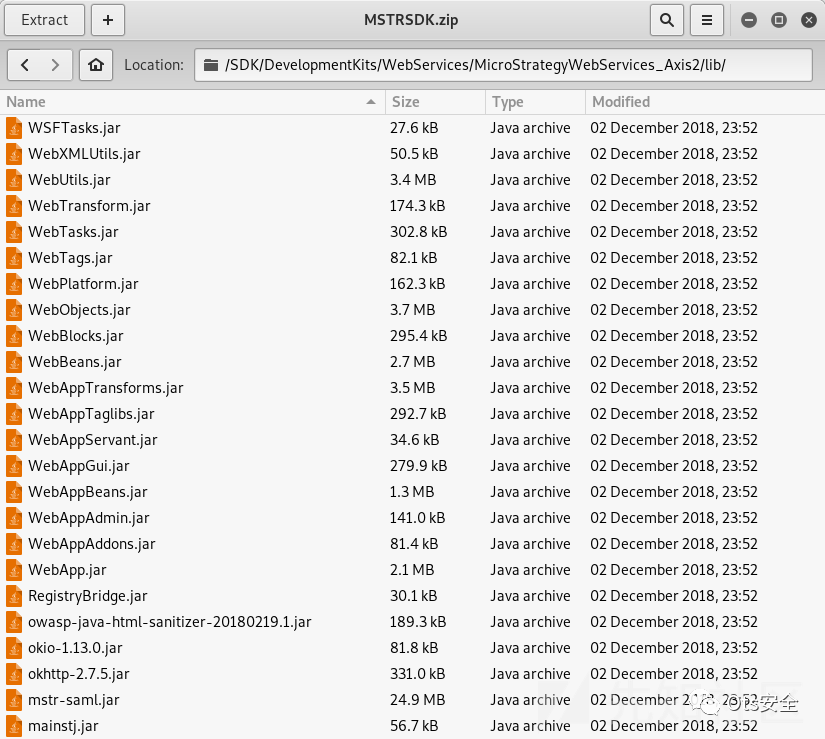 Extract + MSTRSDK.zip
Location: /SDK/DevelopmentKits/WebServices/MicroStrategyWebServices_Axis2/lib/
Name Size Type Modified
WSFTasks.jar 27.6 kB Java archive 02 December 2018, 23:52
WebXMLUtils.jar 50.5 kB Java archive 02 December 2018, 23:52
WebUtils.jar 3.4 MB Java archive 02 December 2018, 23:52
WebTransform.jar 174.3 kB Java archive 02 December 2018, 23:52
WebTasks.jar 302.8 kB Java archive 02 December 2018, 23:52
WebTags.jar 82.1 kB Java archive 02 December 2018, 23:52
WebPlatform.jar 162.3 kB Java archive 02 December 2018, 23:52
WebObjects.jar 3.7 MB Java archive 02 December 2018, 23:52
WebBlocks.jar 295.4 kB Java archive 02 December 2018, 23:52
WebBeans.jar 2.7 MB Java archive 02 December 2018, 23:52
WebAppTransforms.jar 3.5 MB Java archive 02 December 2018, 23:52
WebAppTaglibs.jar 292.7 kB Java archive 02 December 2018, 23:52
WebAppServant.jar 34.6 kB Java archive 02 December 2018, 23:52
WebAppGui.jar 279.9 kB Java archive 02 December 2018, 23:52
WebAppBeans.jar 1.3 MB Java archive 02 December 2018, 23:52
WebAppAdmin.jar 141.0 kB Java archive 02 December 2018, 23:52
WebAppAddons.jar 81.4 kB Java archive 02 December 2018, 23:52
WebApp.jar 2.1 MB Java archive 02 December 2018, 23:52
RegistryBridge.jar 30.1 kB Java archive 02 December 2018, 23:52
owasp-java-html-sanitizer-20180219.1.jar 189.3 kB Java archive 02 December 2018, 23:52
okio-1.13.0.jar 81.8 kB Java archive 02 December 2018, 23:52
okhttp-2.7.5.jar 331.0 kB Java archive 02 December 2018, 23:52
mstr-saml.jar 24.9 MB Java archive 02 December 2018, 23:52
Ots安全
mainstj.jar 56.7 kB Java archive 02 December 2018, 23:52